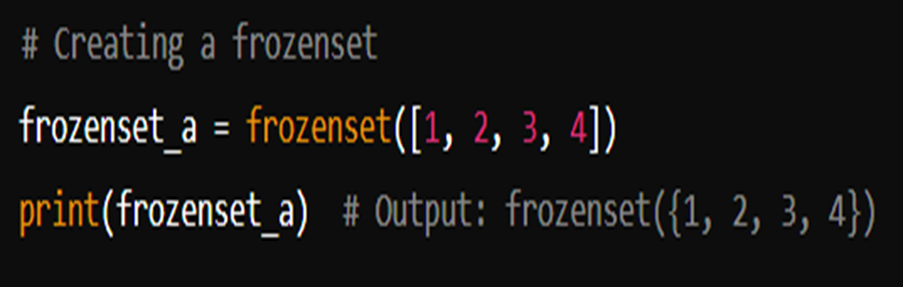 # Creating a frozenset
frozenset_a = frozenset([1, 2, 3, 4])
print(frozenset_a)  # Output: frozenset({1, 2, 3, 4})